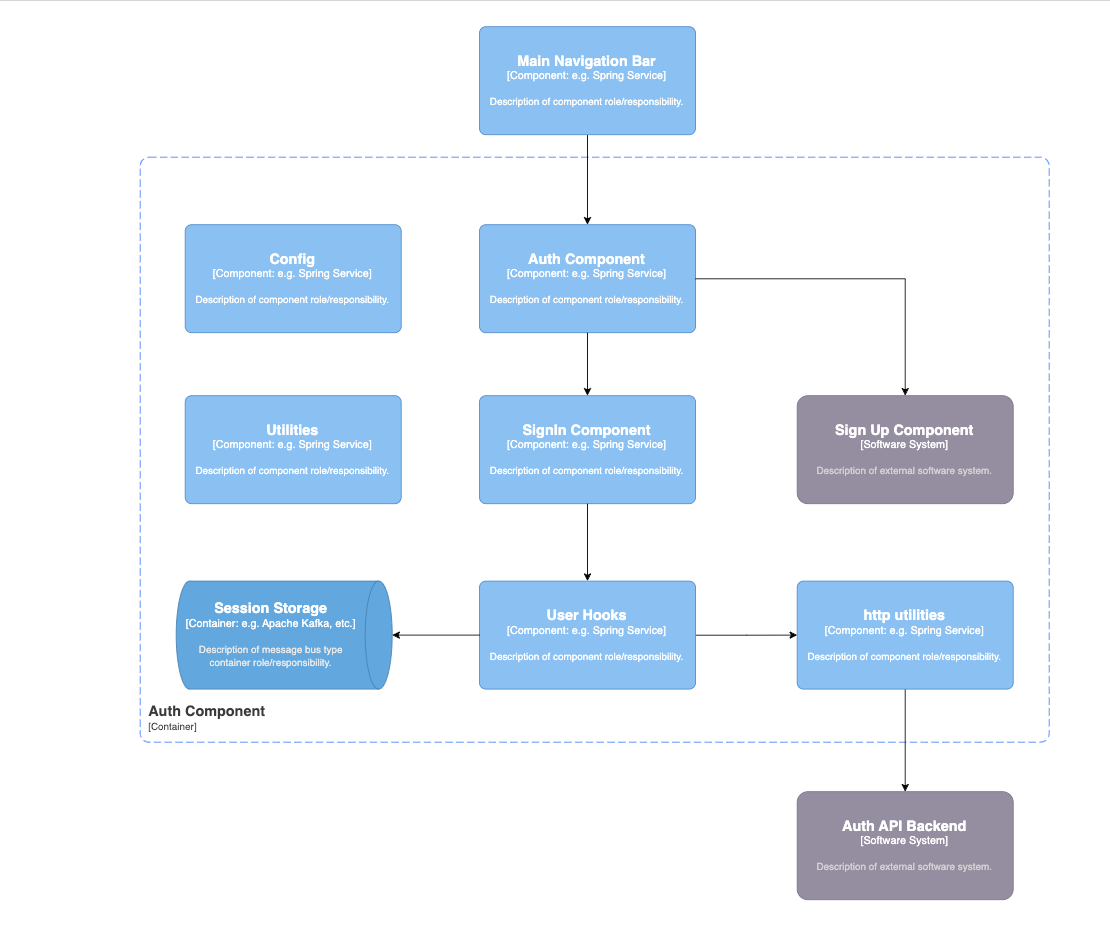 Main Navigation Bar
[Component: e.g. Spring Service]
Description of component role/responsibility.
Config
[Component: e.g. Spring Service]
Description of component role/responsibility.
Auth Component
[Component: e.g. Spring Service]
Description of component role/responsibility.
Utilities
[Component: e.g. Spring Service]
Description of component role/responsibility.
SignIn Component
[Component: e.g. Spring Service]
Description of component role/responsibility.
Sign Up Component
[Software System]
Description of external software system.
Session Storage
[Container: e.g. Apache Kafka, etc.]
Description of message bus type
container role/responsibility.
User Hooks
[Component: e.g. Spring Service]
Description of component role/responsibility.
http utilities
[Component: e.g. Spring Service]
Description of component role/responsibility.
Auth Component
[Container]
Auth API Backend
[Software System]
Description of external software system.